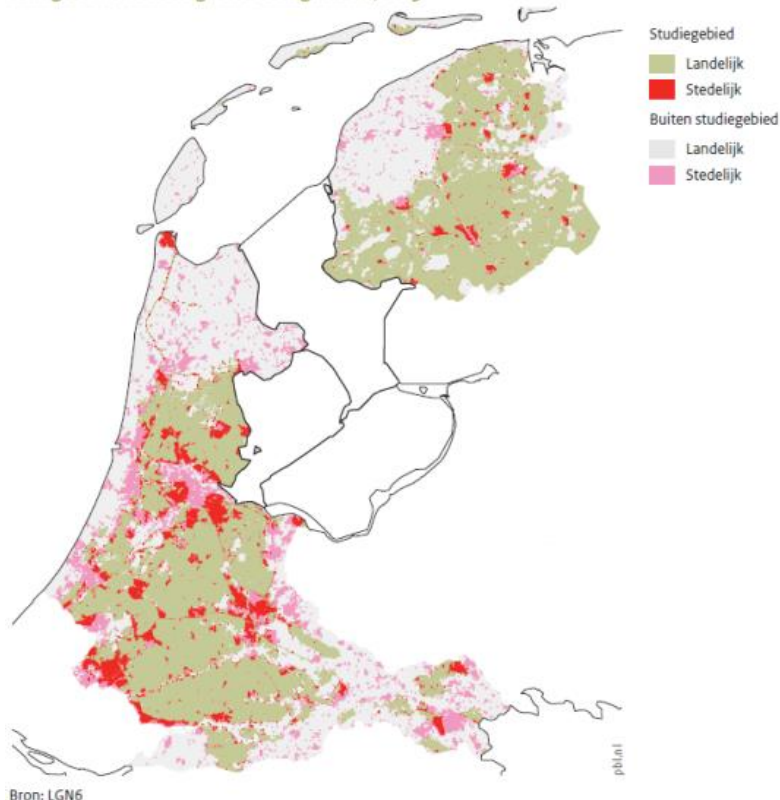 Studiegebied
Landelijk
Stedelijk
Buiten studiegebied
Landelijk
Stedelijk
pbl.nl
Bron: LGN6